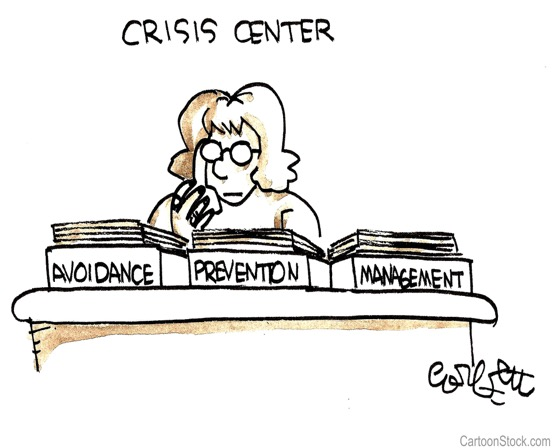 CRISIS CENTER
AVOIDANCE
PREVENTION
MANAGEMENT
CartoonStock.com